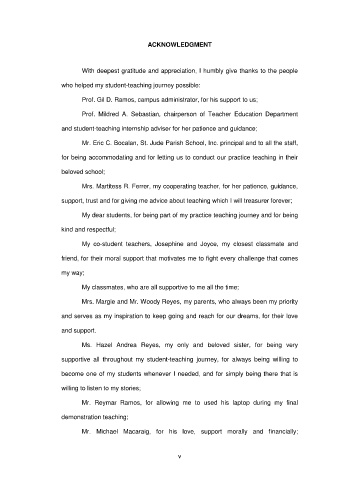 ACKNOWLEDGMENT
With deepest gratitude and appreciation, I humbly give thanks to the people
who helped my student-teaching journey possible:
Prof. Gil D. Ramos, campus administrator, for his support to us;
Prof. Mildred A. Sebastian, chairperson of Teacher Education Department
and student-teaching internship adviser for her patience and guidance;
Mr. Eric C. Bocalan, St. Jude Parish School, Inc. principal and to all the staff,
for being accommodating and for letting us to conduct our practice teaching in their
beloved school;
Mrs. Martitess R. Ferrer, my cooperating teacher, for her patience, guidance,
support, trust and for giving me advice about teaching which I will treasurer forever;
My dear students, for being part of my practice teaching journey and for being
kind and respectful;
My co-student teachers, Josephine and Joyce, my closest classmate and
friend, for their moral support that motivates me to fight every challenge that comes
my way;
My classmates, who are all supportive to me all the time;
Mrs. Margie and Mr. Woody Reyes, my parents, who always been my priority
and serves as my inspiration to keep going and reach for our dreams, for their love
and support.
Ms. Hazel Andrea Reyes, my only and beloved sister, for being very
supportive all throughout my student-teaching journey, for always being willing to
become one of my students whenever I needed, and for simply being there that is
willing to listen to my stories;
Mr. Reymar Ramos, for allowing me to used his laptop during my final
demonstration teaching;
Mr. Michael Macaraig, for his love, support morally and financially;
v